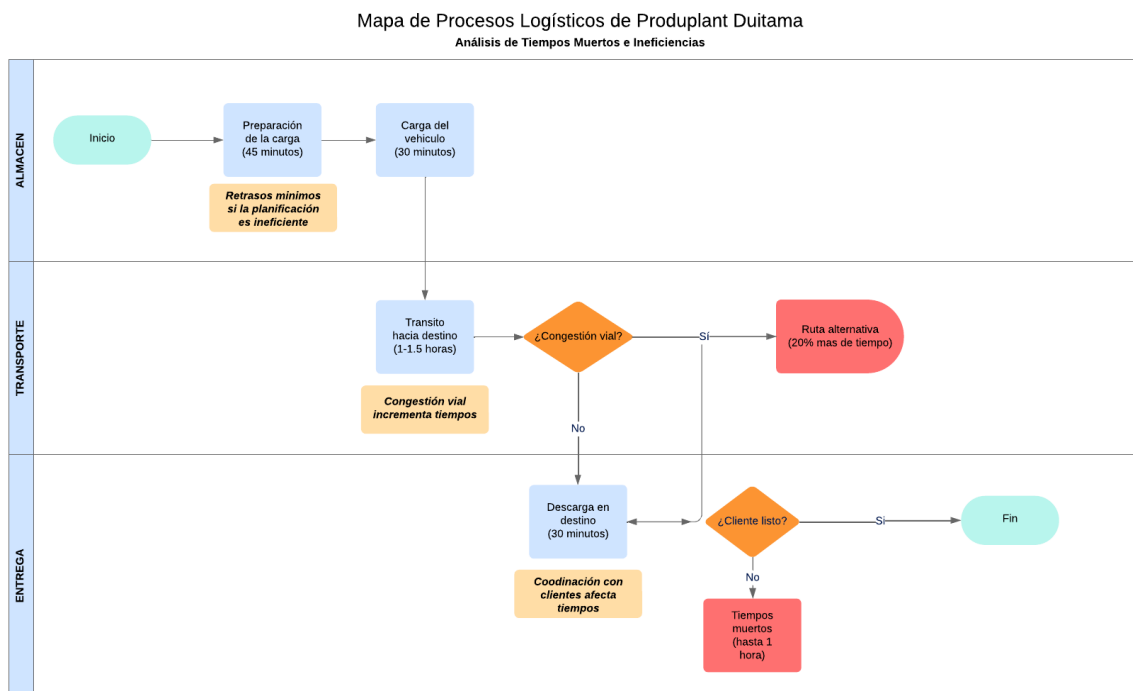 Mapa de Procesos Logísticos de Produplant Duitama
Análisis de Tiempos Muertos e Ineficiencias
ALMACEN
Inicio
Preparación
de la carga
(45 minutos)
Carga del
vehiculo
(30 minutos)
Retrasos minimos
si la planificación
es ineficiente
TRANSPORTE
Transito
hacia destino
(1-1.5 horas)
¿Congestión vial?
Sí
Ruta alternativa
(20% mas de tiempo)
Congestión vial
incrementa tiempos
No
ENTREGA
Descarga en
destino
(30 minutos)
¿Cliente listo?
Si
Fin
Coodinación con
clientes afecta
tiempos
No
Tiempos
muertos
(hasta 1
hora)